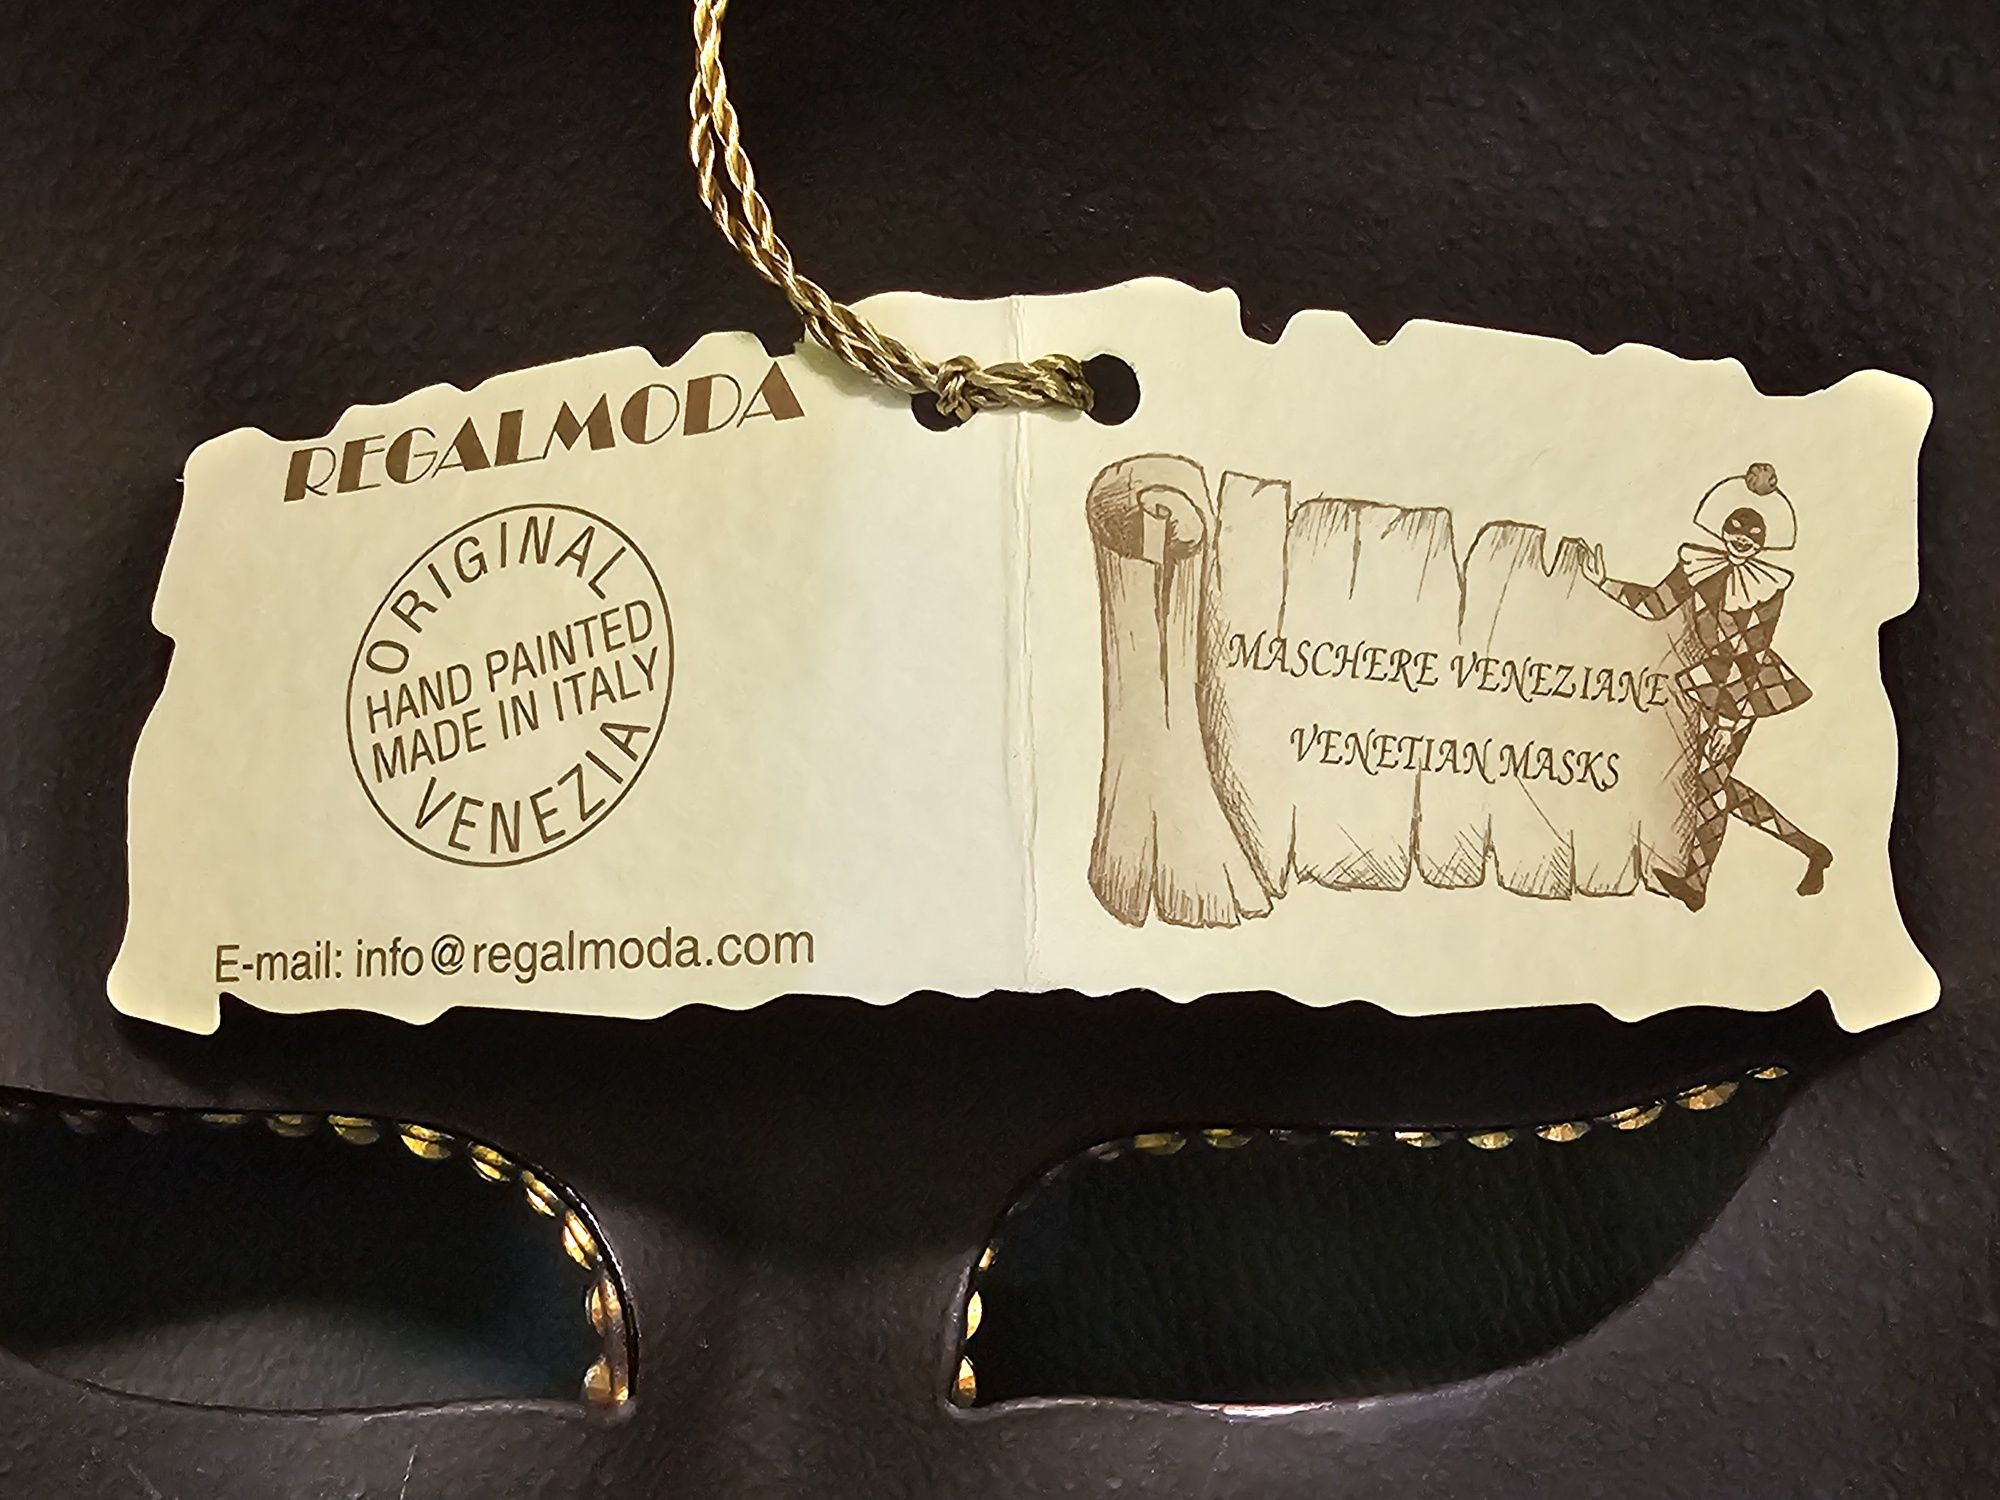 REGALMODA
ORIGINAL
HAND PAINTED
MADE IN ITALY
VENEZIA
E-mail: info@regalmoda.com
MASCHERE VENEZIANE
VENETIAN MASKS